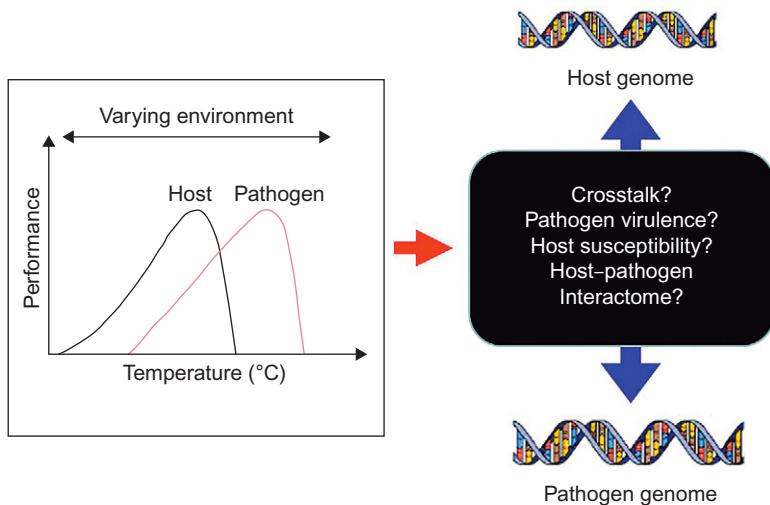 Varying environment
Host
Pathogen
Performance
Temperature (°C)
Host genome
Crosstalk?
Pathogen virulence?
Host susceptibility?
Host–pathogen
Interactome?
Pathogen genome